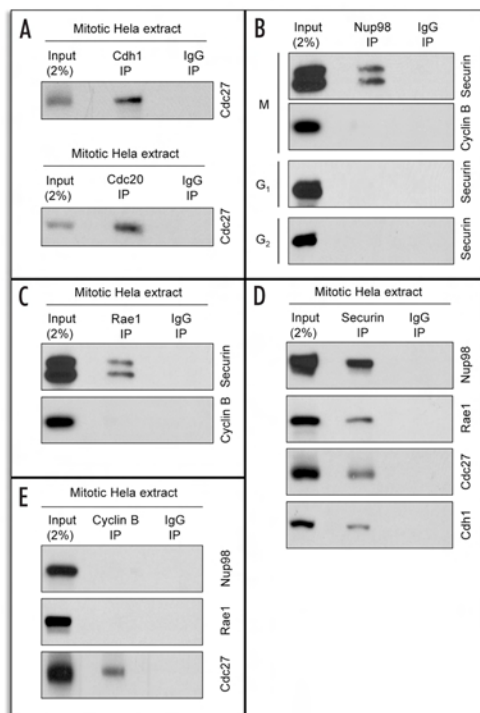 A
Mitotic Hela extract
Input (2%)
Cdh1 IP
IgG IP
Cdc27
Mitotic Hela extract
Input (2%)
Cdc20 IP
IgG IP
Cdc27
B
Input (2%)
Nup98 IP
IgG IP
M
Securin
Cyclin B
G1
Securin
G2
Securin
C
Mitotic Hela extract
Input (2%)
Rae1 IP
IgG IP
Securin
Cyclin B
D
Mitotic Hela extract
Input (2%)
Securin IP
IgG IP
Nup98
Rae1
Cdc27
Cdh1
E
Mitotic Hela extract
Input (2%)
Cyclin B IP
IgG IP
Nup98
Rae1
Cdc27